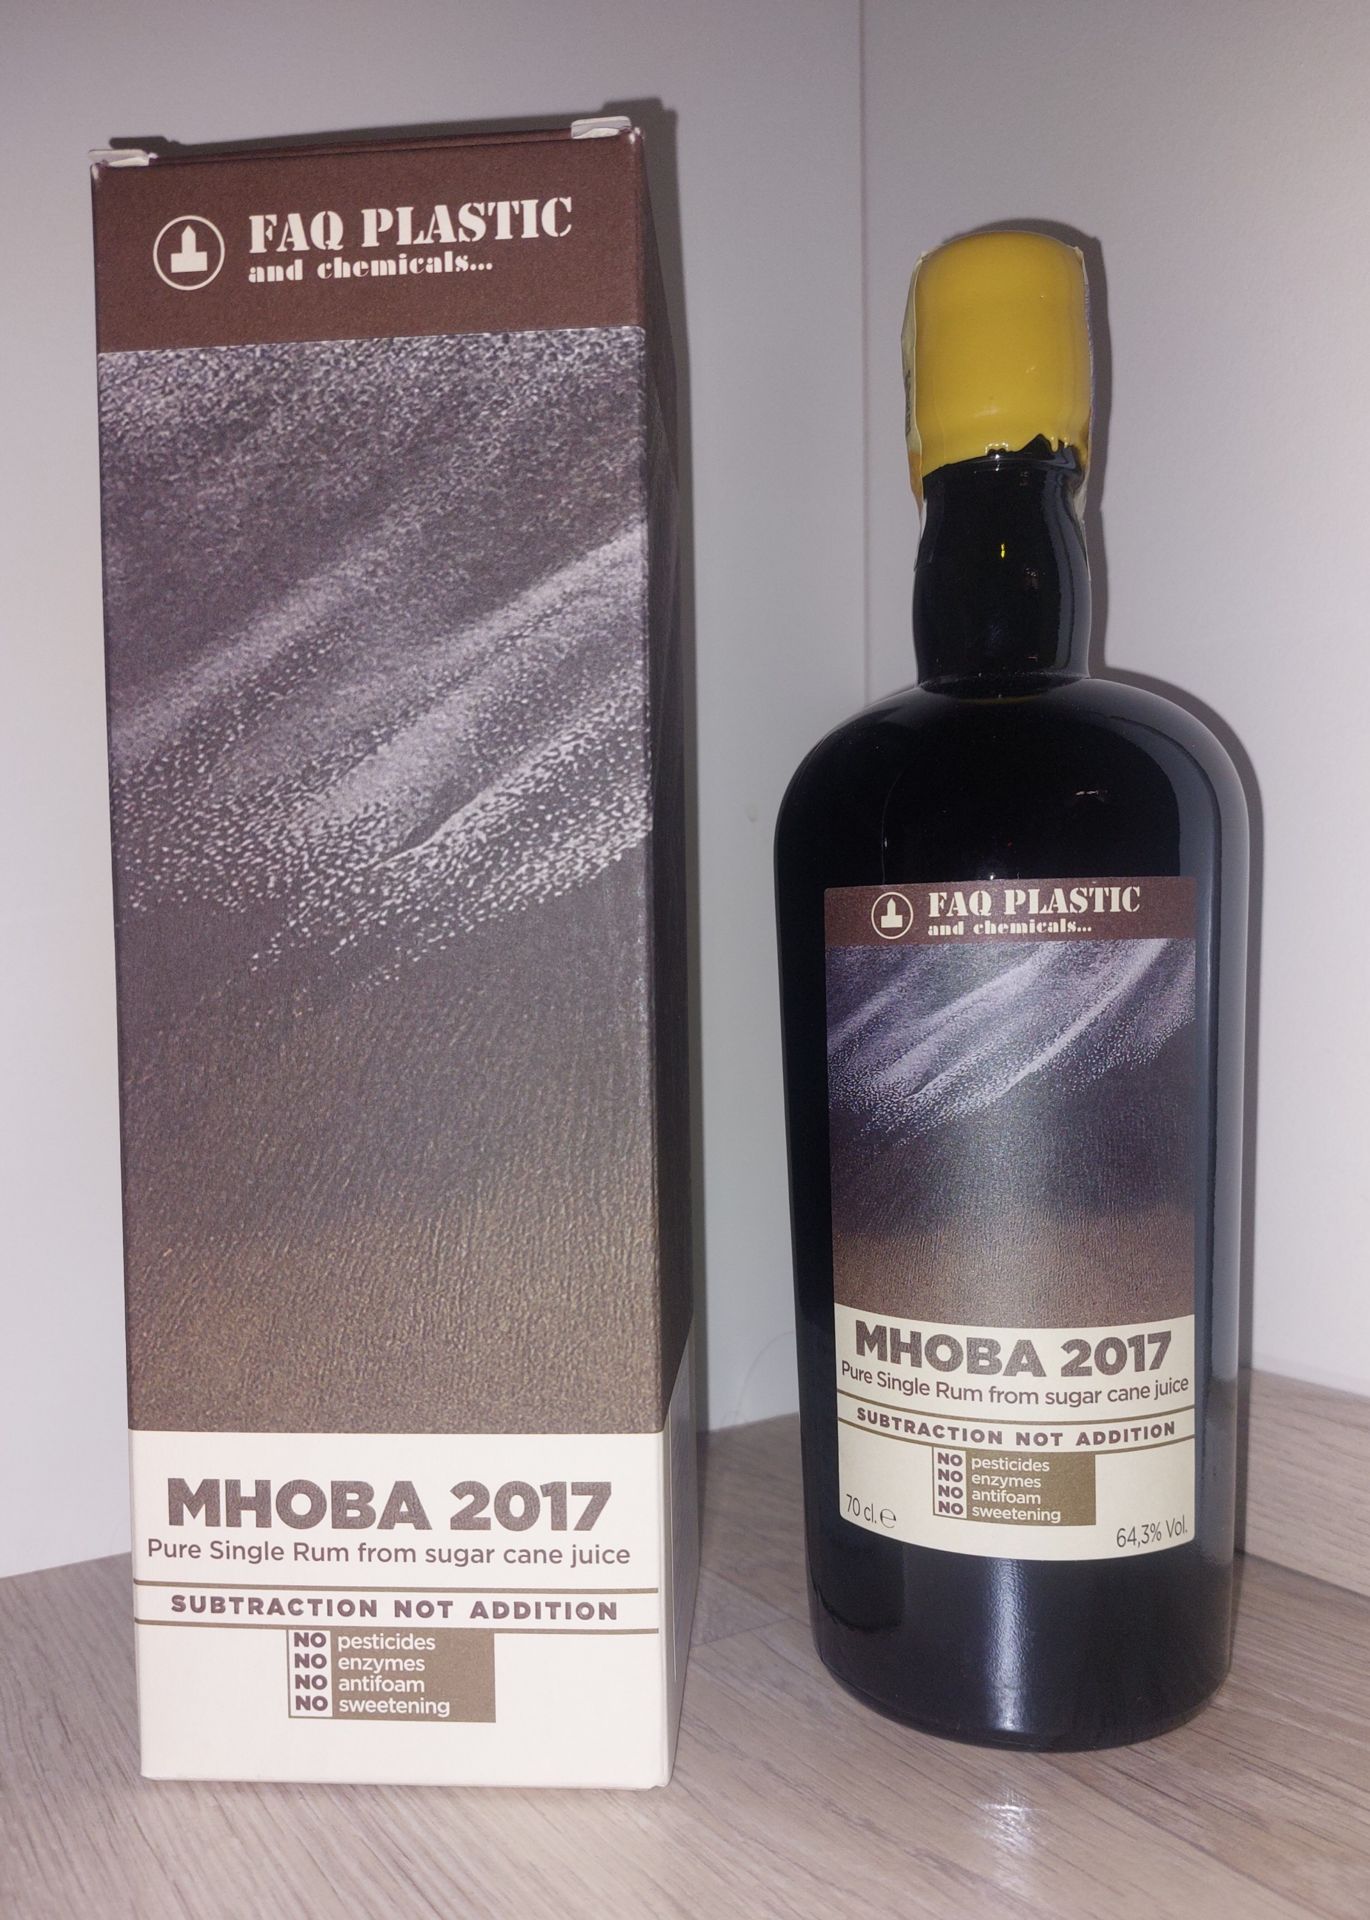 FAQ PLASTIC
and chemicals...
MHOBA 2017
Pure Single Rum from sugar cane juice
SUBTRACTION NOT ADDITION
NO pesticides
NO enzymes
NO antifoam
NO sweetening
FAQ PLASTIC
and chemicals...
MHOBA 2017
Pure Single Rum from sugar cane juice
SUBTRACTION NOT ADDITION
NO pesticides
NO enzymes
NO antifoam
NO sweetening
70 cl. ℮
64,3% Vol.